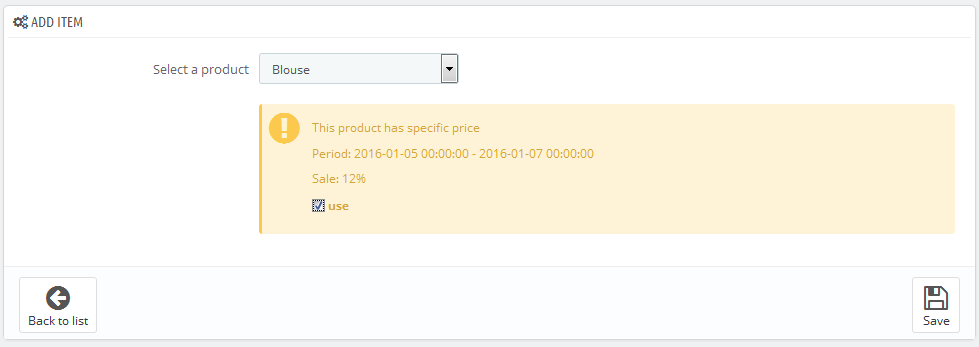 ADD ITEM
Select a product
Blouse
This product has specific price
Period: 2016-01-05 00:00:00 - 2016-01-07 00:00:00
Sale: 12%
use
Back to list
Save